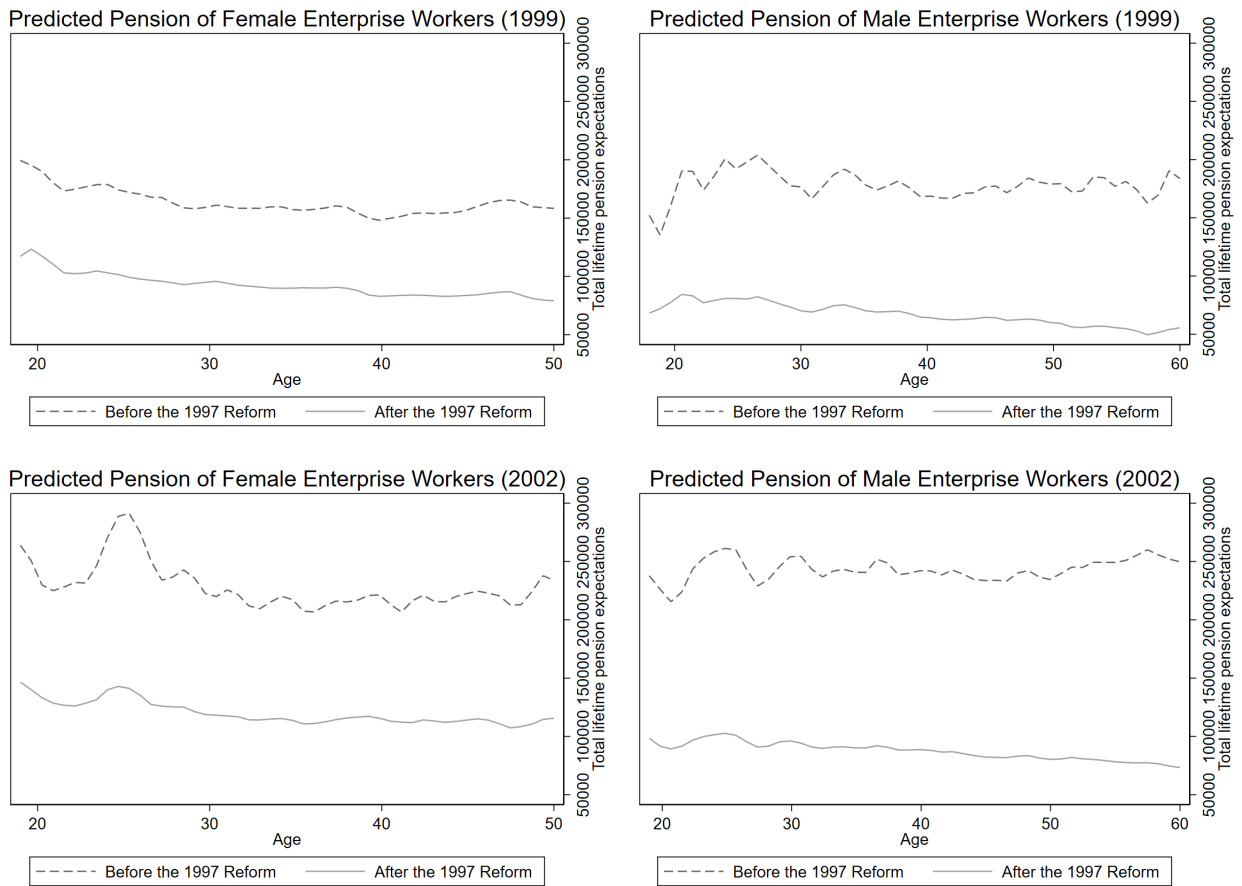 Predicted Pension of Female Enterprise Workers (1999)
50000 100000 150000 200000 250000 300000
Total lifetime pension expectations
20 30 40 50
Age
Before the 1997 Reform After the 1997 Reform
Predicted Pension of Male Enterprise Workers (1999)
50000 100000 150000 200000 250000 300000
Total lifetime pension expectations
20 30 40 50 60
Age
Before the 1997 Reform After the 1997 Reform
Predicted Pension of Female Enterprise Workers (2002)
50000 100000 150000 200000 250000 300000
Total lifetime pension expectations
20 30 40 50
Age
Before the 1997 Reform After the 1997 Reform
Predicted Pension of Male Enterprise Workers (2002)
50000 100000 150000 200000 250000 300000
Total lifetime pension expectations
20 30 40 50 60
Age
Before the 1997 Reform After the 1997 Reform